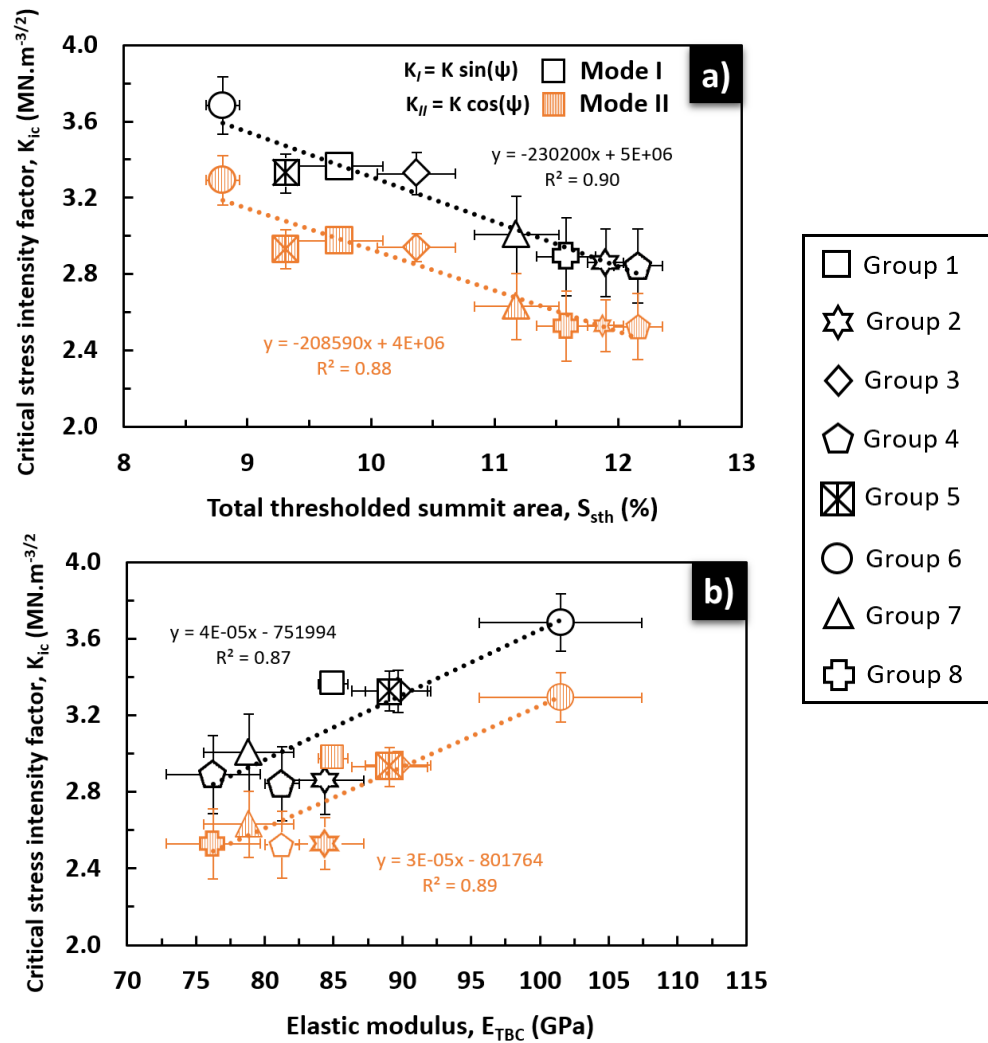 a)
4.0
3.6
3.2
2.8
2.4
2.0
Critical stress intensity factor, Kic (MN.m-3/2)
KI = K sin(ψ) Mode I
KII = K cos(ψ) Mode II
y = -230200x + 5E+06
R² = 0.90
y = -208590x + 4E+06
R² = 0.88
8 9 10 11 12 13
Total thresholded summit area, Ssth (%)
b)
4.0
3.6
3.2
2.8
2.4
2.0
Critical stress intensity factor, Kic (MN.m-3/2)
y = 4E-05x - 751994
R² = 0.87
y = 3E-05x - 801764
R² = 0.89
70 75 80 85 90 95 100 105 110 115
Elastic modulus, ETBC (GPa)
Group 1
Group 2
Group 3
Group 4
Group 5
Group 6
Group 7
Group 8